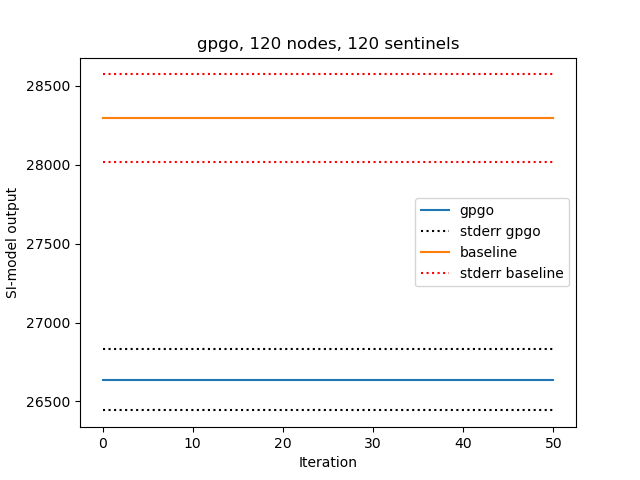 gpgo, 120 nodes, 120 sentinels
SI-model output
28500
28000
27500
27000
26500
gpgo
stderr gpgo
baseline
stderr baseline
0 10 20 30 40 50
Iteration